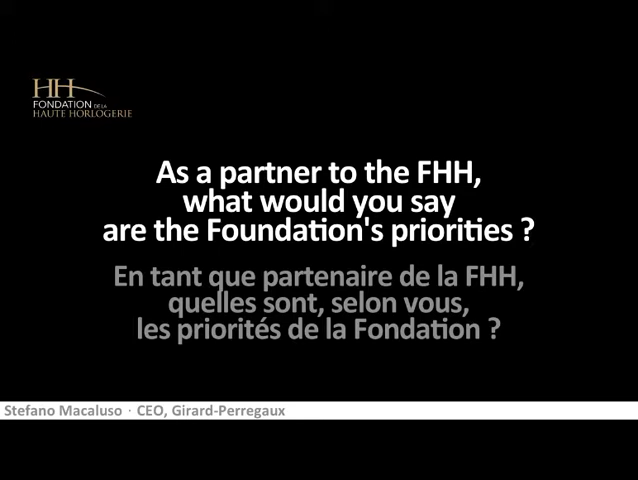 HH
FONDATION DE LA
HAUTE HORLOGERIE
As a partner to the FHH,
what would you say
are the Foundation's priorities ?
En tant que partenaire de la FHH,
quelles sont, selon vous,
les priorités de la Fondation ?
Stefano Macaluso · CEO, Girard-Perregaux